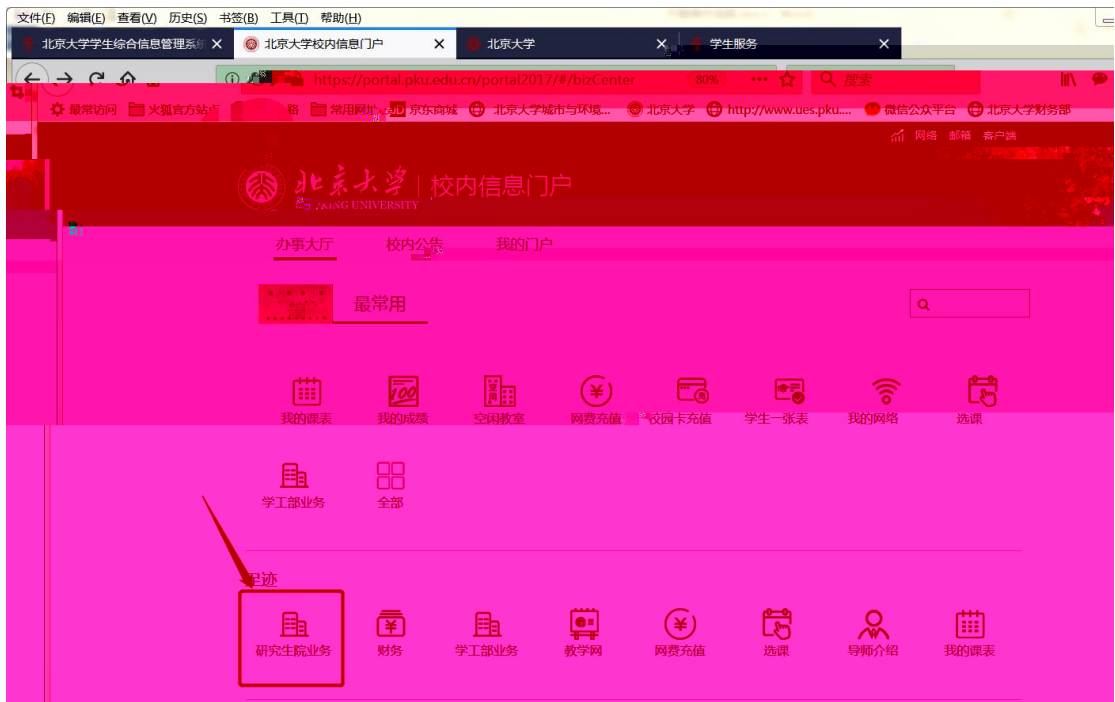 文件(F) 编辑(E) 查看(V) 历史(S) 书签(B) 工具(T) 帮助(H)
北京大学学生综合信息管理系统 北京大学校内信息门户 北京大学 学生服务
https://portal.pku.edu.cn/portal2017/#/bizCenter 80% 搜索
最常访问 火狐官方站点 常用网址 JD 京东商城 北京大学城市与环境... 北京大学 http://www.ues.pku.... 微信公众平台 北京大学财务部
网络 邮箱 客户端
北京大学 校内信息门户
PEKING UNIVERSITY
办事大厅 校内公告 我的门户
最常用
我的课表 我的成绩 空闲教室 网费充值 校园卡充值 学生一张表 我的网络 选课
学工部业务 全部
足迹
研究生院业务 财务 学工部业务 教学网 网费充值 选课 导师介绍 我的课表